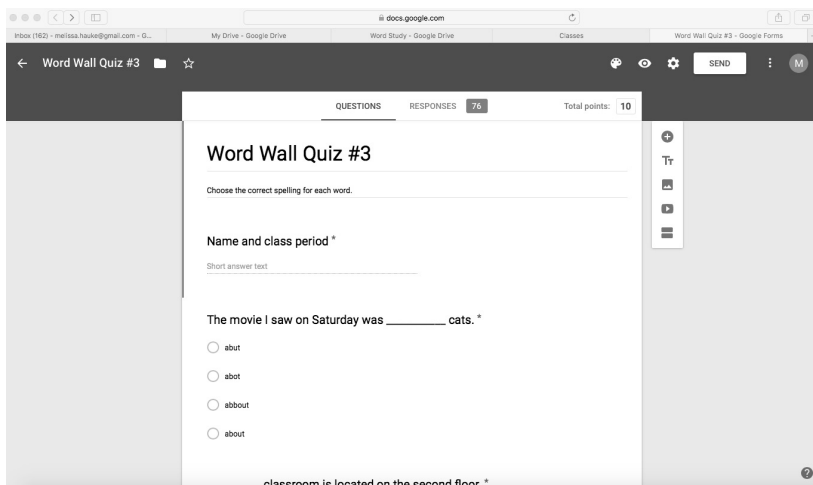 docs.google.com
Inbox (162) - melissa.hauke@gmail.com - G... My Drive - Google Drive Word Study - Google Drive Classes Word Wall Quiz #3 - Google Forms
Word Wall Quiz #3 SEND M
QUESTIONS RESPONSES 76 Total points: 10
Word Wall Quiz #3
Choose the correct spelling for each word.
Name and class period *
Short answer text
The movie I saw on Saturday was __________ cats. *
abut
abot
abbout
about
classroom is located on the second floor. *